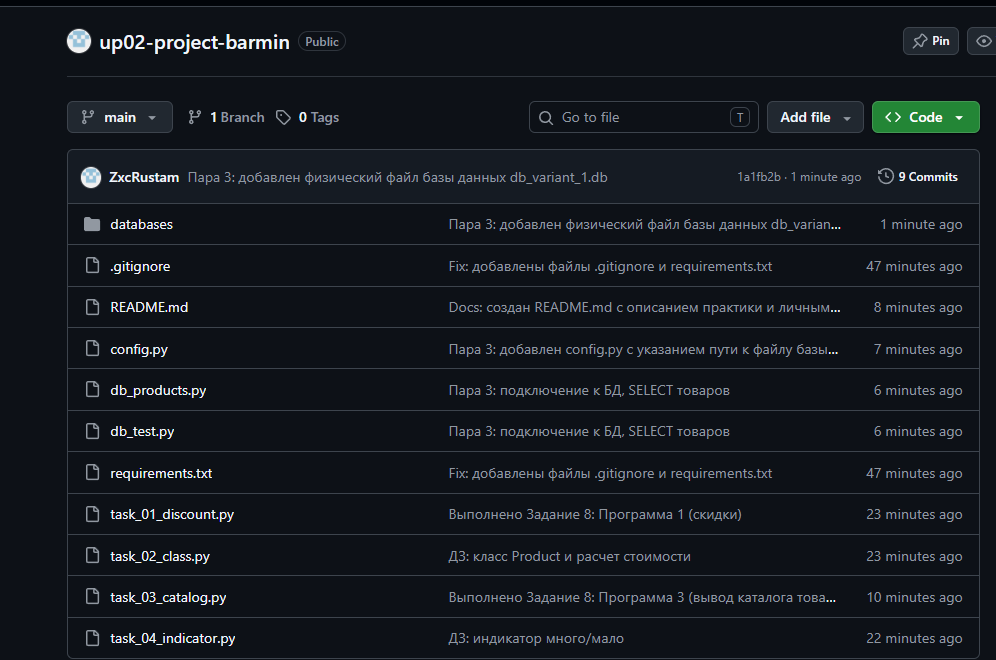 up02-project-barmin Public Pin
main 1 Branch 0 Tags Go to file T Add file Code
ZxcRustam Пара 3: добавлен физический файл базы данных db_variant_1.db 1a1fb2b · 1 minute ago 9 Commits
databases Пара 3: добавлен физический файл базы данных db_varian... 1 minute ago
.gitignore Fix: добавлены файлы .gitignore и requirements.txt 47 minutes ago
README.md Docs: создан README.md с описанием практики и личным... 8 minutes ago
config.py Пара 3: добавлен config.py с указанием пути к файлу базы... 7 minutes ago
db_products.py Пара 3: подключение к БД, SELECT товаров 6 minutes ago
db_test.py Пара 3: подключение к БД, SELECT товаров 6 minutes ago
requirements.txt Fix: добавлены файлы .gitignore и requirements.txt 47 minutes ago
task_01_discount.py Выполнено Задание 8: Программа 1 (скидки) 23 minutes ago
task_02_class.py ДЗ: класс Product и расчет стоимости 23 minutes ago
task_03_catalog.py Выполнено Задание 8: Программа 3 (вывод каталога това... 10 minutes ago
task_04_indicator.py ДЗ: индикатор много/мало 22 minutes ago